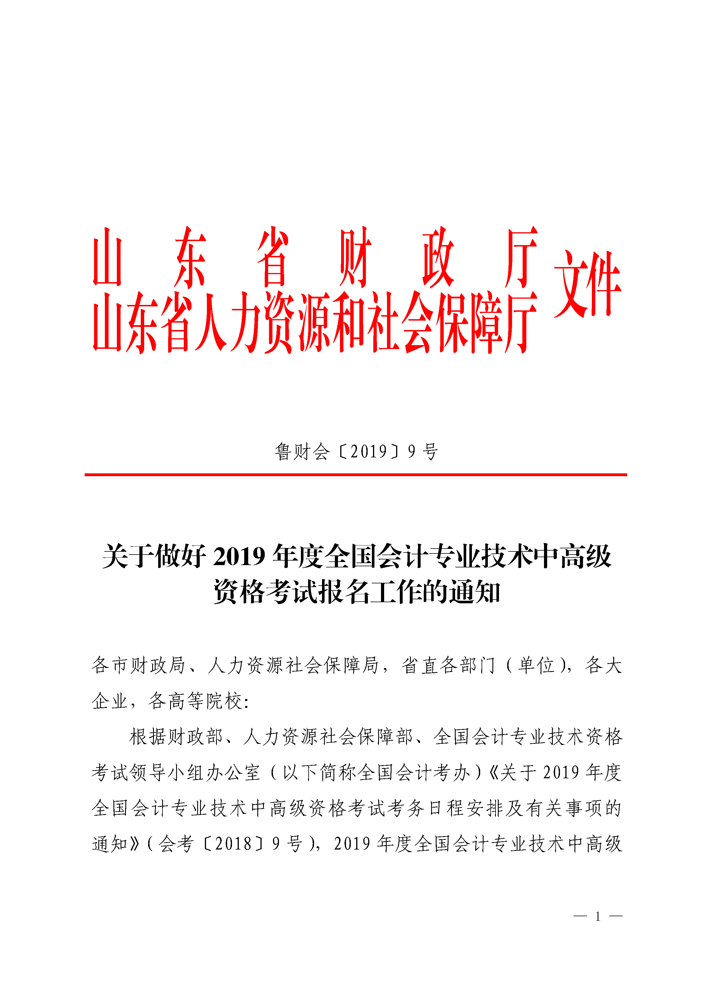 山东省财政厅
山东省人力资源和社会保障厅
文件
鲁财会〔2019〕9 号
关于做好 2019 年度全国会计专业技术中高级
资格考试报名工作的通知
各市财政局、人力资源社会保障局，省直各部门（单位），各大
企业，各高等院校：
根据财政部、人力资源社会保障部、全国会计专业技术资格
考试领导小组办公室（以下简称全国会计考办）《关于 2019 年度
全国会计专业技术中高级资格考试考务日程安排及有关事项的
通知》（会考〔2018〕9 号），2019 年度全国会计专业技术中高级
— 1 —